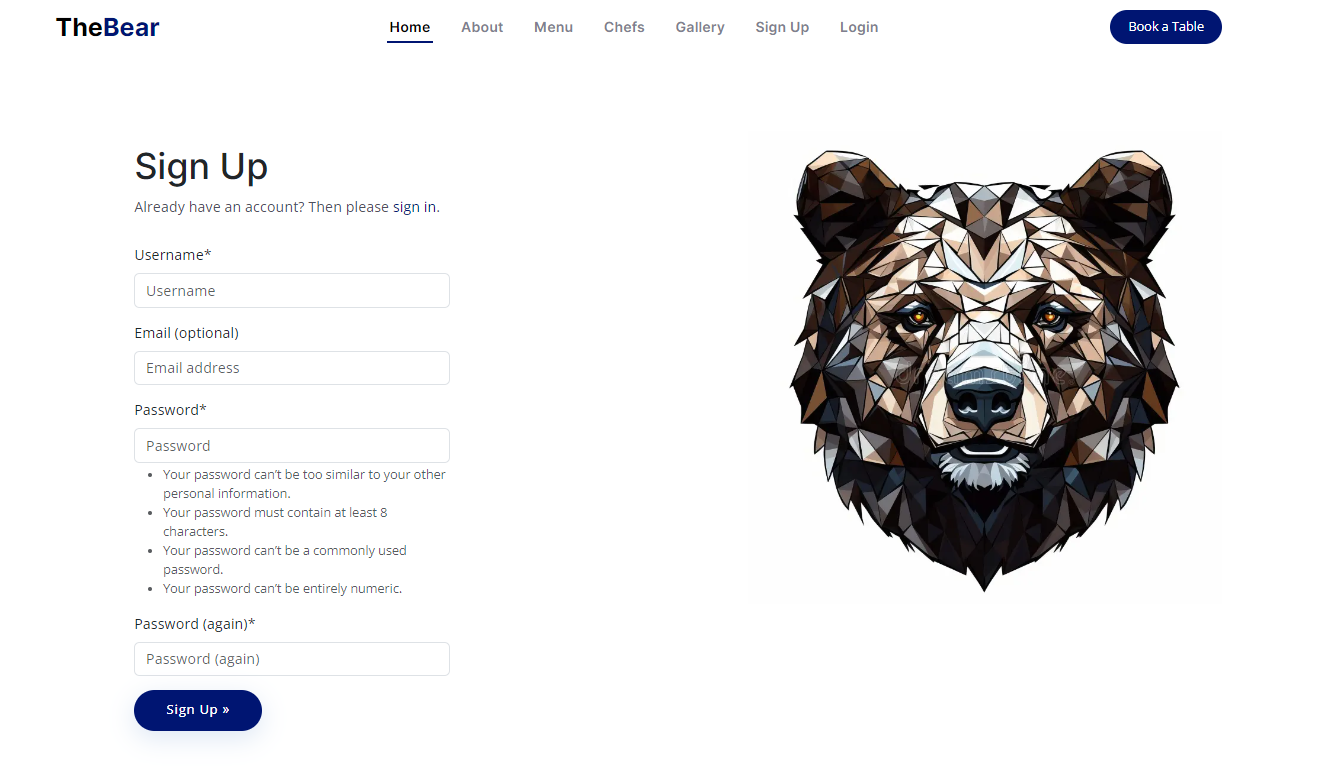 TheBear
Home About Menu Chefs Gallery Sign Up Login
Book a Table
Sign Up
Already have an account? Then please sign in.
Username*
Username
Email (optional)
Email address
Password*
Password
• Your password can’t be too similar to your other
personal information.
• Your password must contain at least 8
characters.
• Your password can’t be a commonly used
password.
• Your password can’t be entirely numeric.
Password (again)*
Password (again)
Sign Up »